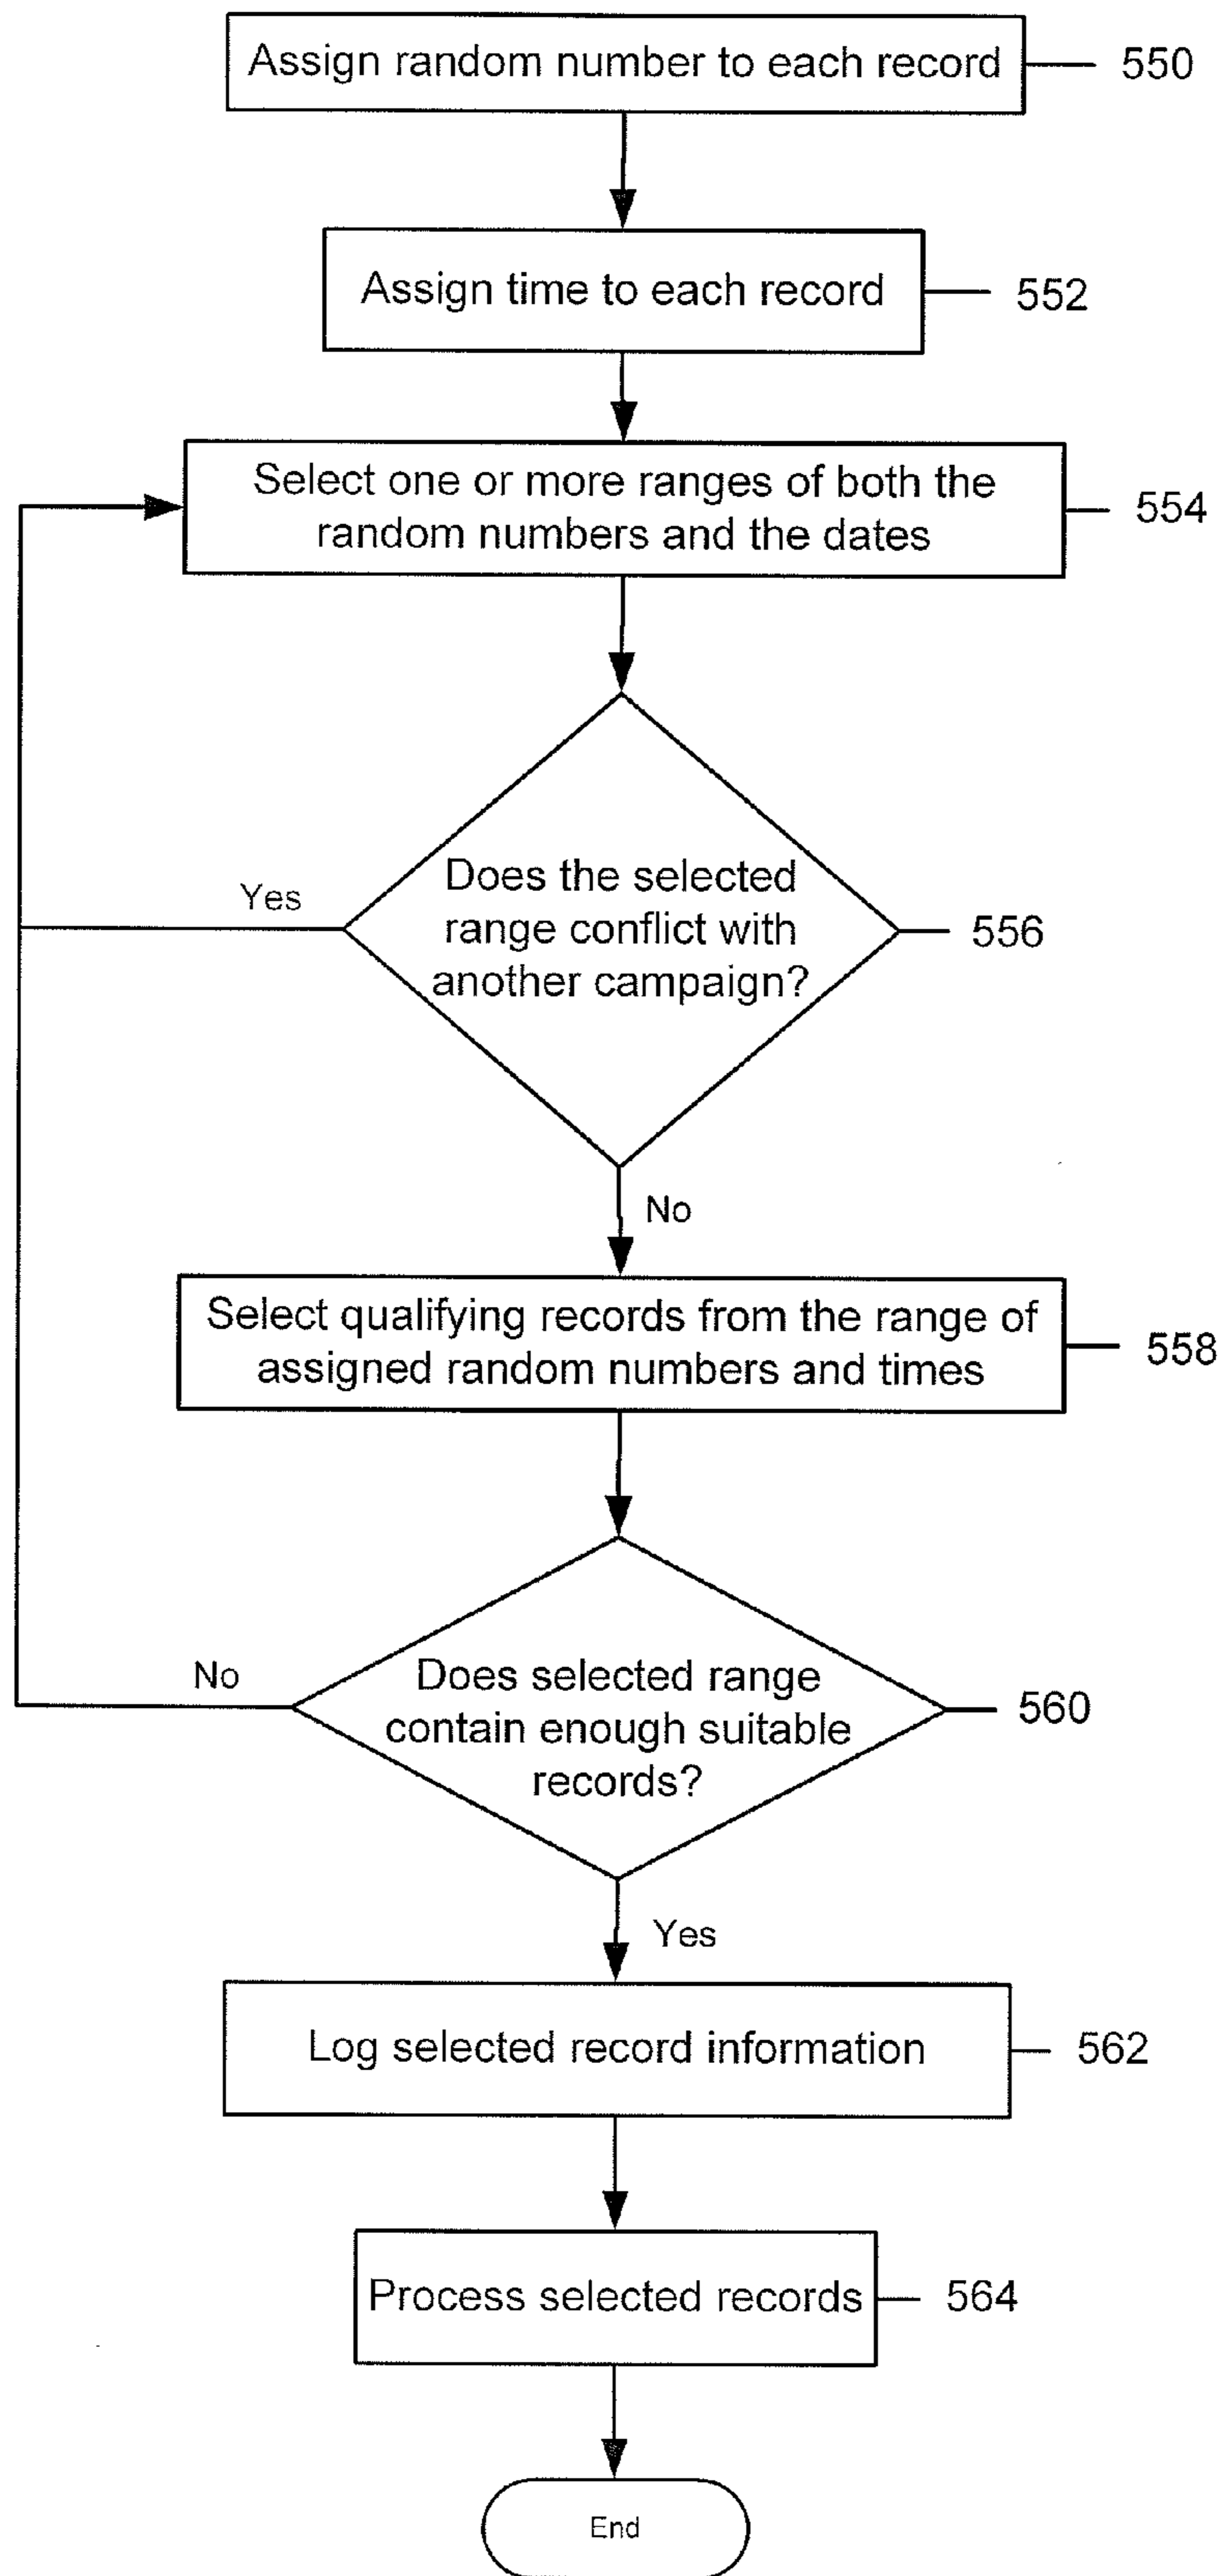 Assign random number to each record
550
Assign time to each record
552
Select one or more ranges of both the
random numbers and the dates
554
Does the selected
range conflict with
another campaign?
556
Yes
No
Select qualifying records from the range of
assigned random numbers and times
558
Does selected range
contain enough suitable
records?
560
No
Yes
Log selected record information
562
Process selected records
564
End